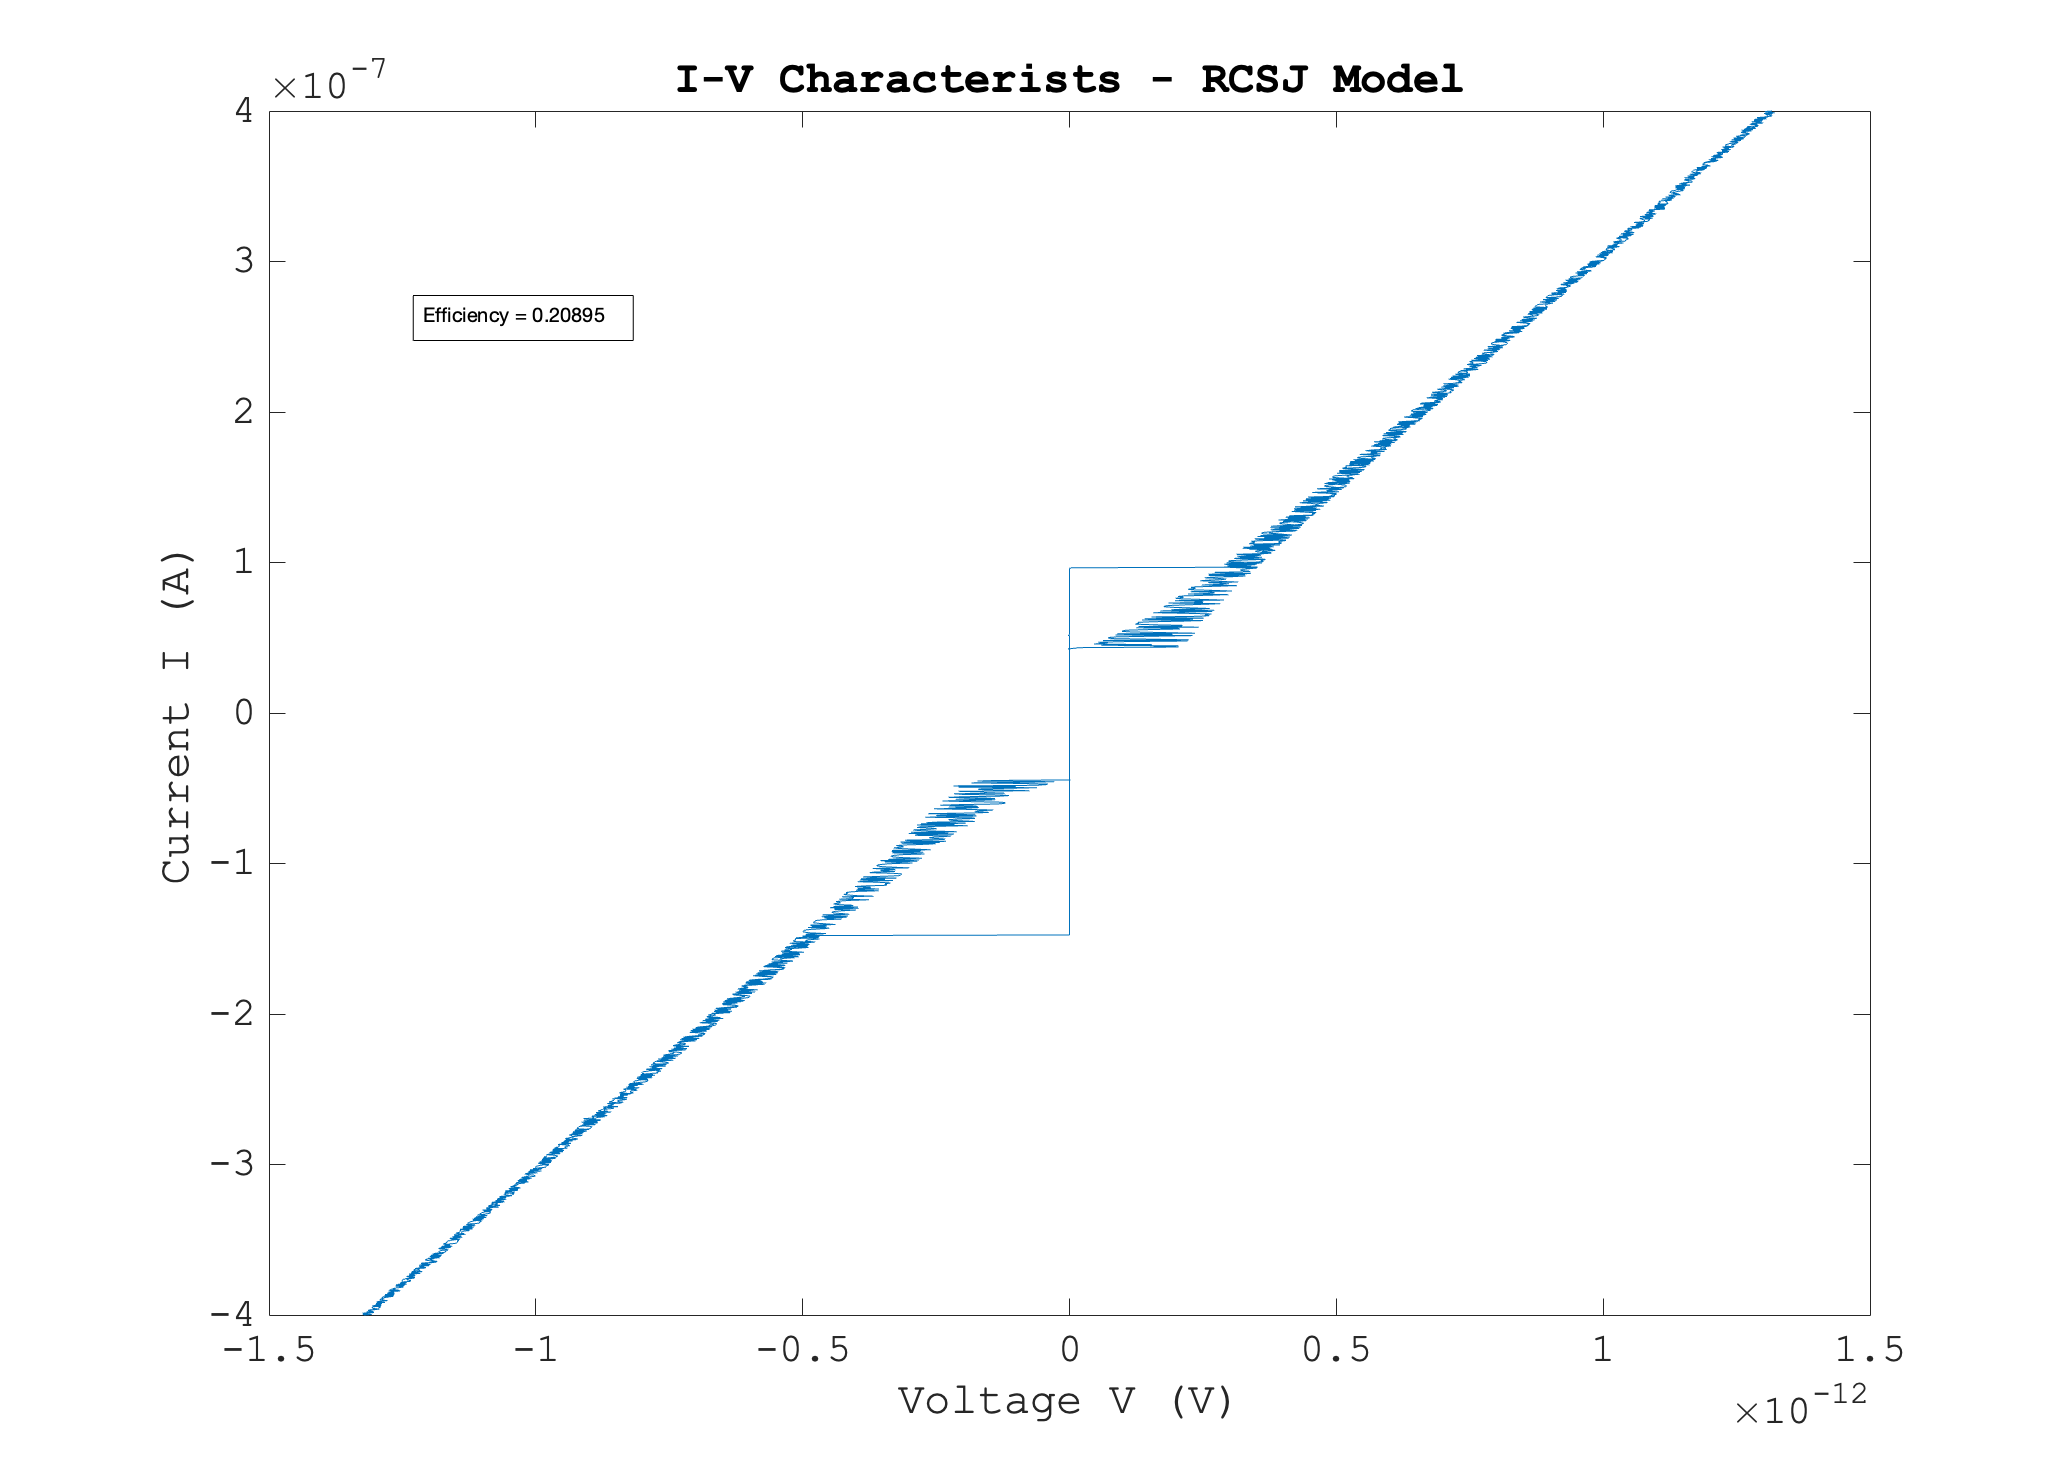 I-V Characterists - RCSJ Model
×10⁻⁷
4
3
Efficiency = 0.20895
2
1
0
-1
-2
-3
-4
Current I (A)
-1.5 -1 -0.5 0 0.5 1 1.5
Voltage V (V)
×10⁻¹²